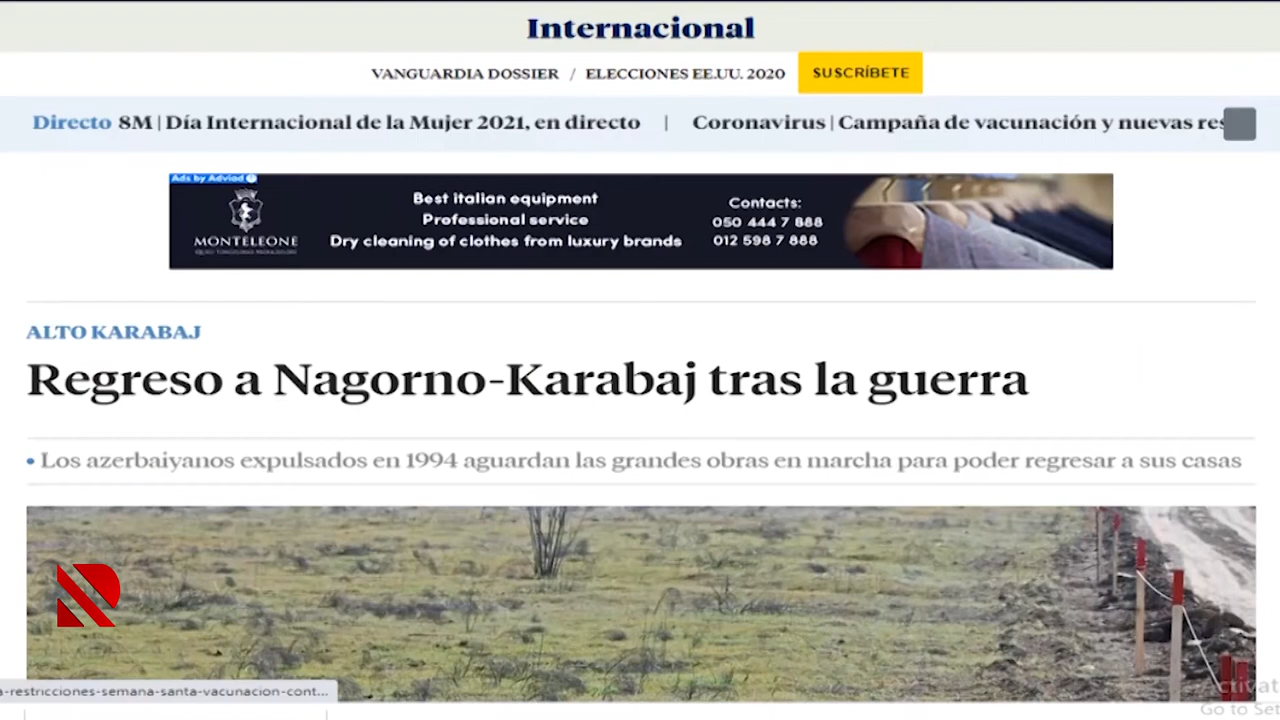 Internacional
VANGUARDIA DOSSIER / ELECCIONES EE.UU. 2020 SUSCRÍBETE
Directo 8M | Día Internacional de la Mujer 2021, en directo | Coronavirus | Campaña de vacunación y nuevas res
Ads by Adviad
Best italian equipment
Professional service
Dry cleaning of clothes from luxury brands
MONTELEONE
Contacts:
050 444 7 888
012 598 7 888
ALTO KARABAJ
Regreso a Nagorno-Karabaj tras la guerra
• Los azerbaiyanos expulsados en 1994 aguardan las grandes obras en marcha para poder regresar a sus casas
a-restricciones-semana-santa-vacunacion-cont...
Activat
Go to Set